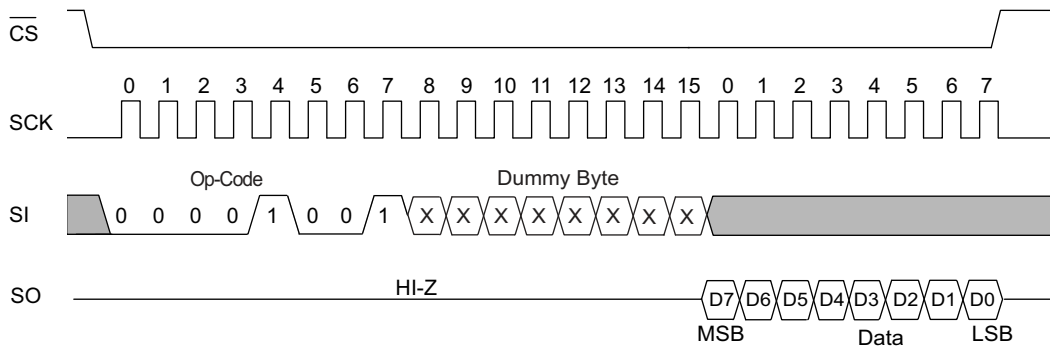 CS
0 1 2 3 4 5 6 7 8 9 10 11 12 13 14 15 0 1 2 3 4 5 6 7
SCK
Op-Code Dummy Byte
SI 0 0 0 0 1 0 0 1 X X X X X X X X
HI-Z
SO D7 D6 D5 D4 D3 D2 D1 D0
MSB Data LSB